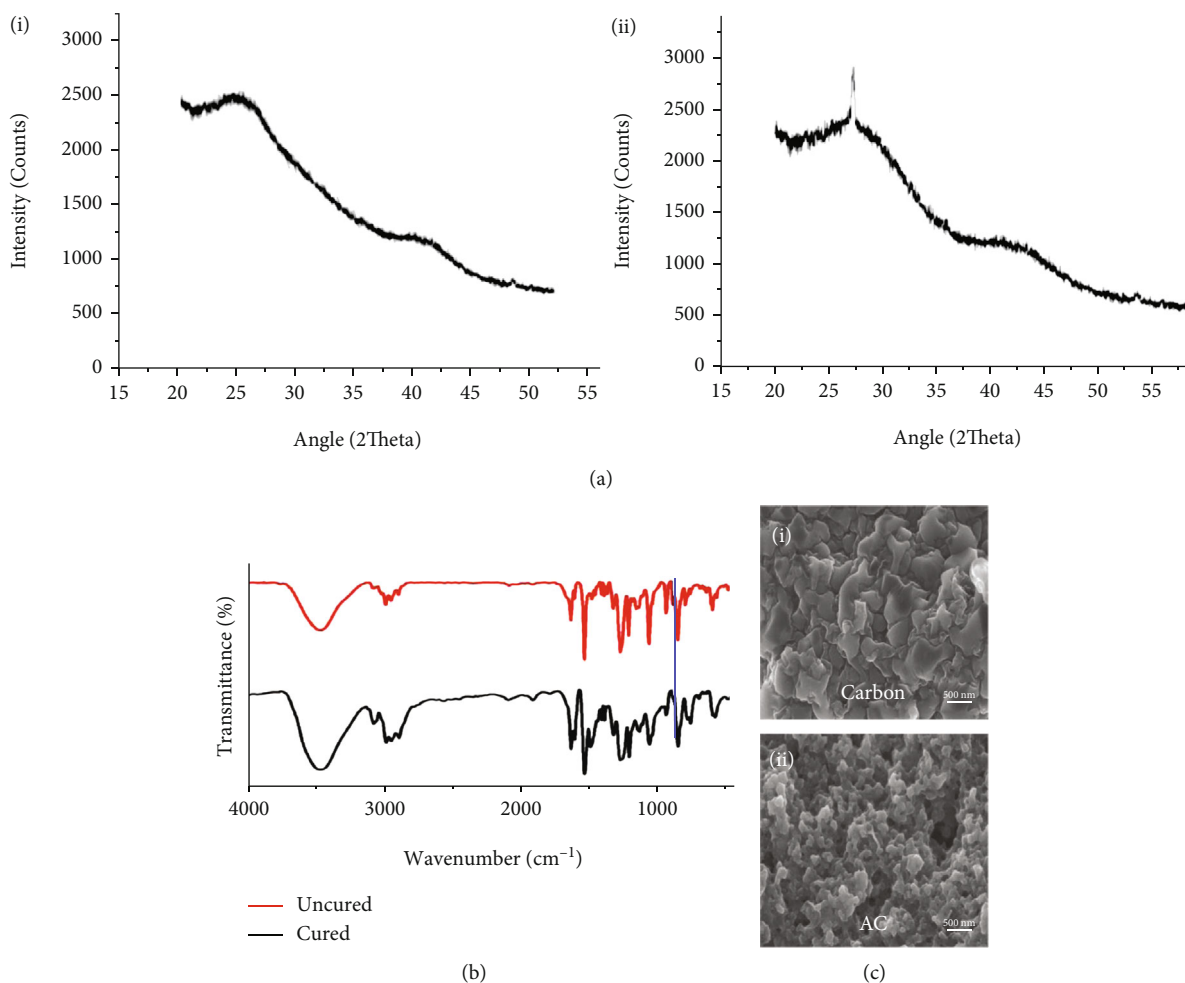 (i)
3000
2500
2000
1500
1000
500
0
15 20 25 30 35 40 45 50 55
Intensity (Counts)
Angle (2Theta)
(ii)
3000
2500
2000
1500
1000
500
0
15 20 25 30 35 40 45 50 55
Intensity (Counts)
Angle (2Theta)
(a)
Transmittance (%)
4000 3000 2000 1000
Wavenumber (cm⁻¹)
Uncured
Cured
(b)
(i)
Carbon
500 nm
(ii)
AC
500 nm
(c)